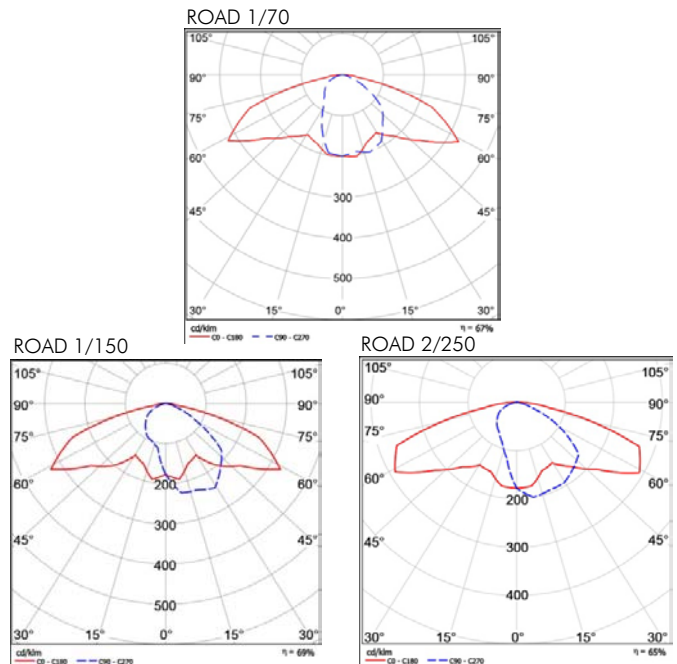 ROAD 1/70
105° 105°
90° 90°
75° 75°
60° 60°
45° 45°
300
400
500
30° 15° 0° 15° 30°
cd/klm η = 67%
C0 - C180 C90 - C270
ROAD 1/150
105° 105°
90° 90°
75° 75°
60° 60°
200
45° 45°
300
400
500
30° 15° 0° 15° 30°
cd/klm η = 69%
C0 - C180 C90 - C270
ROAD 2/250
105° 105°
90° 90°
75° 75°
60° 60°
200
45° 45°
300
400
30° 15° 0° 15° 30°
cd/klm η = 65%
C0 - C180 C90 - C270